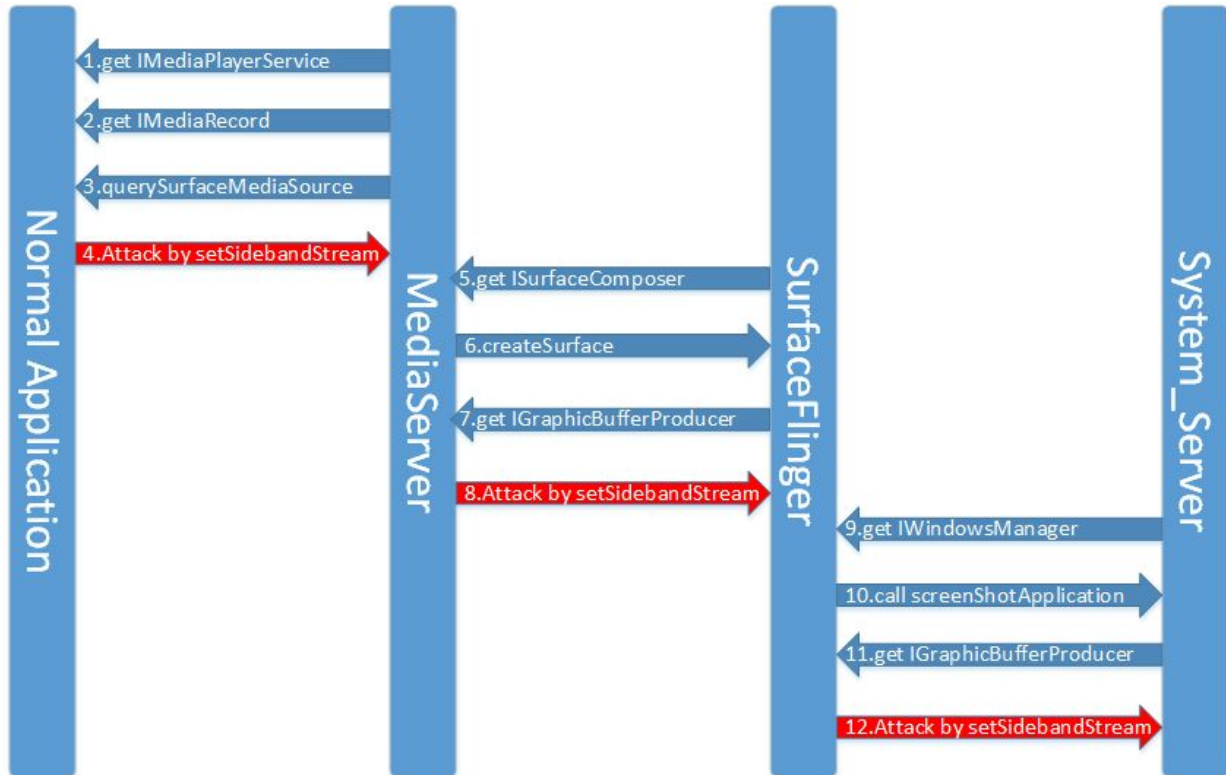 1.get IMediaPlayerService
2.get IMediaRecord
3.querySurfaceMediaSource
4.Attack by setSidebandStream
5.get ISurfaceComposer
6.createSurface
7.get IGraphicBufferProducer
8.Attack by setSidebandStream
9.get IWindowsManager
10.call screenShotApplication
11.get IGraphicBufferProducer
12.Attack by setSidebandStream
Normal Application
MediaServer
SurfaceFlinger
System_Server